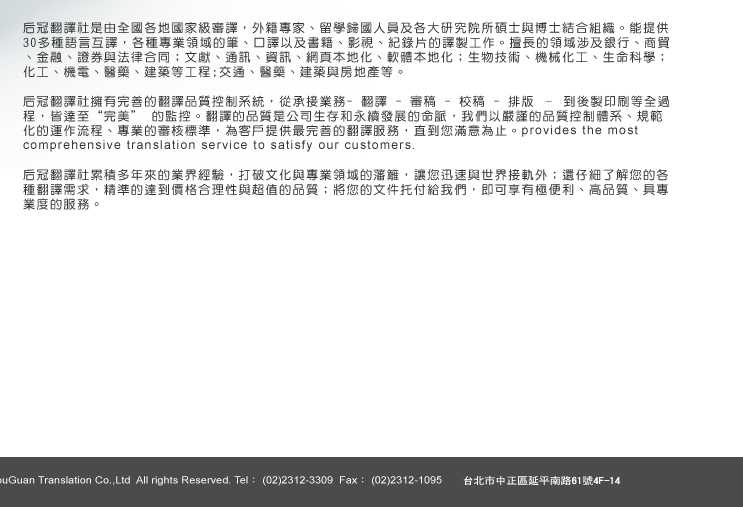 后冠翻譯社是由全國各地國家級審譯，外籍專家、留學歸國人員及各大研究院所碩士與博士結合組織。能提供
30多種語言互譯，各種專業領域的筆、口譯以及書籍、影視、紀錄片的譯製工作。擅長的領域涉及銀行、商貿
、金融、證券與法律合同；文獻、通訊、資訊、網頁本地化、軟體本地化；生物技術、機械化工、生命科學；
化工、機電、醫藥、建築等工程;交通、醫藥、建築與房地產等。
后冠翻譯社擁有完善的翻譯品質控制系統，從承接業務- 翻譯 - 審稿 - 校稿 - 排版 － 到後製印刷等全過
程，皆達至“完美” 的監控。翻譯的品質是公司生存和永續發展的命脈，我們以嚴謹的品質控制體系、規範
化的運作流程、專業的審核標準，為客戶提供最完善的翻譯服務，直到您滿意為止。provides the most
comprehensive translation service to satisfy our customers.
后冠翻譯社累積多年來的業界經驗，打破文化與專業領域的藩籬，讓您迅速與世界接軌外；還仔細了解您的各
種翻譯需求，精準的達到價格合理性與超值的品質；將您的文件托付給我們，即可享有極便利、高品質、具專
業度的服務。
ouGuan Translation Co.,Ltd All rights Reserved. Tel： (02)2312-3309 Fax： (02)2312-1095 台北市中正區延平南路61號4F-14